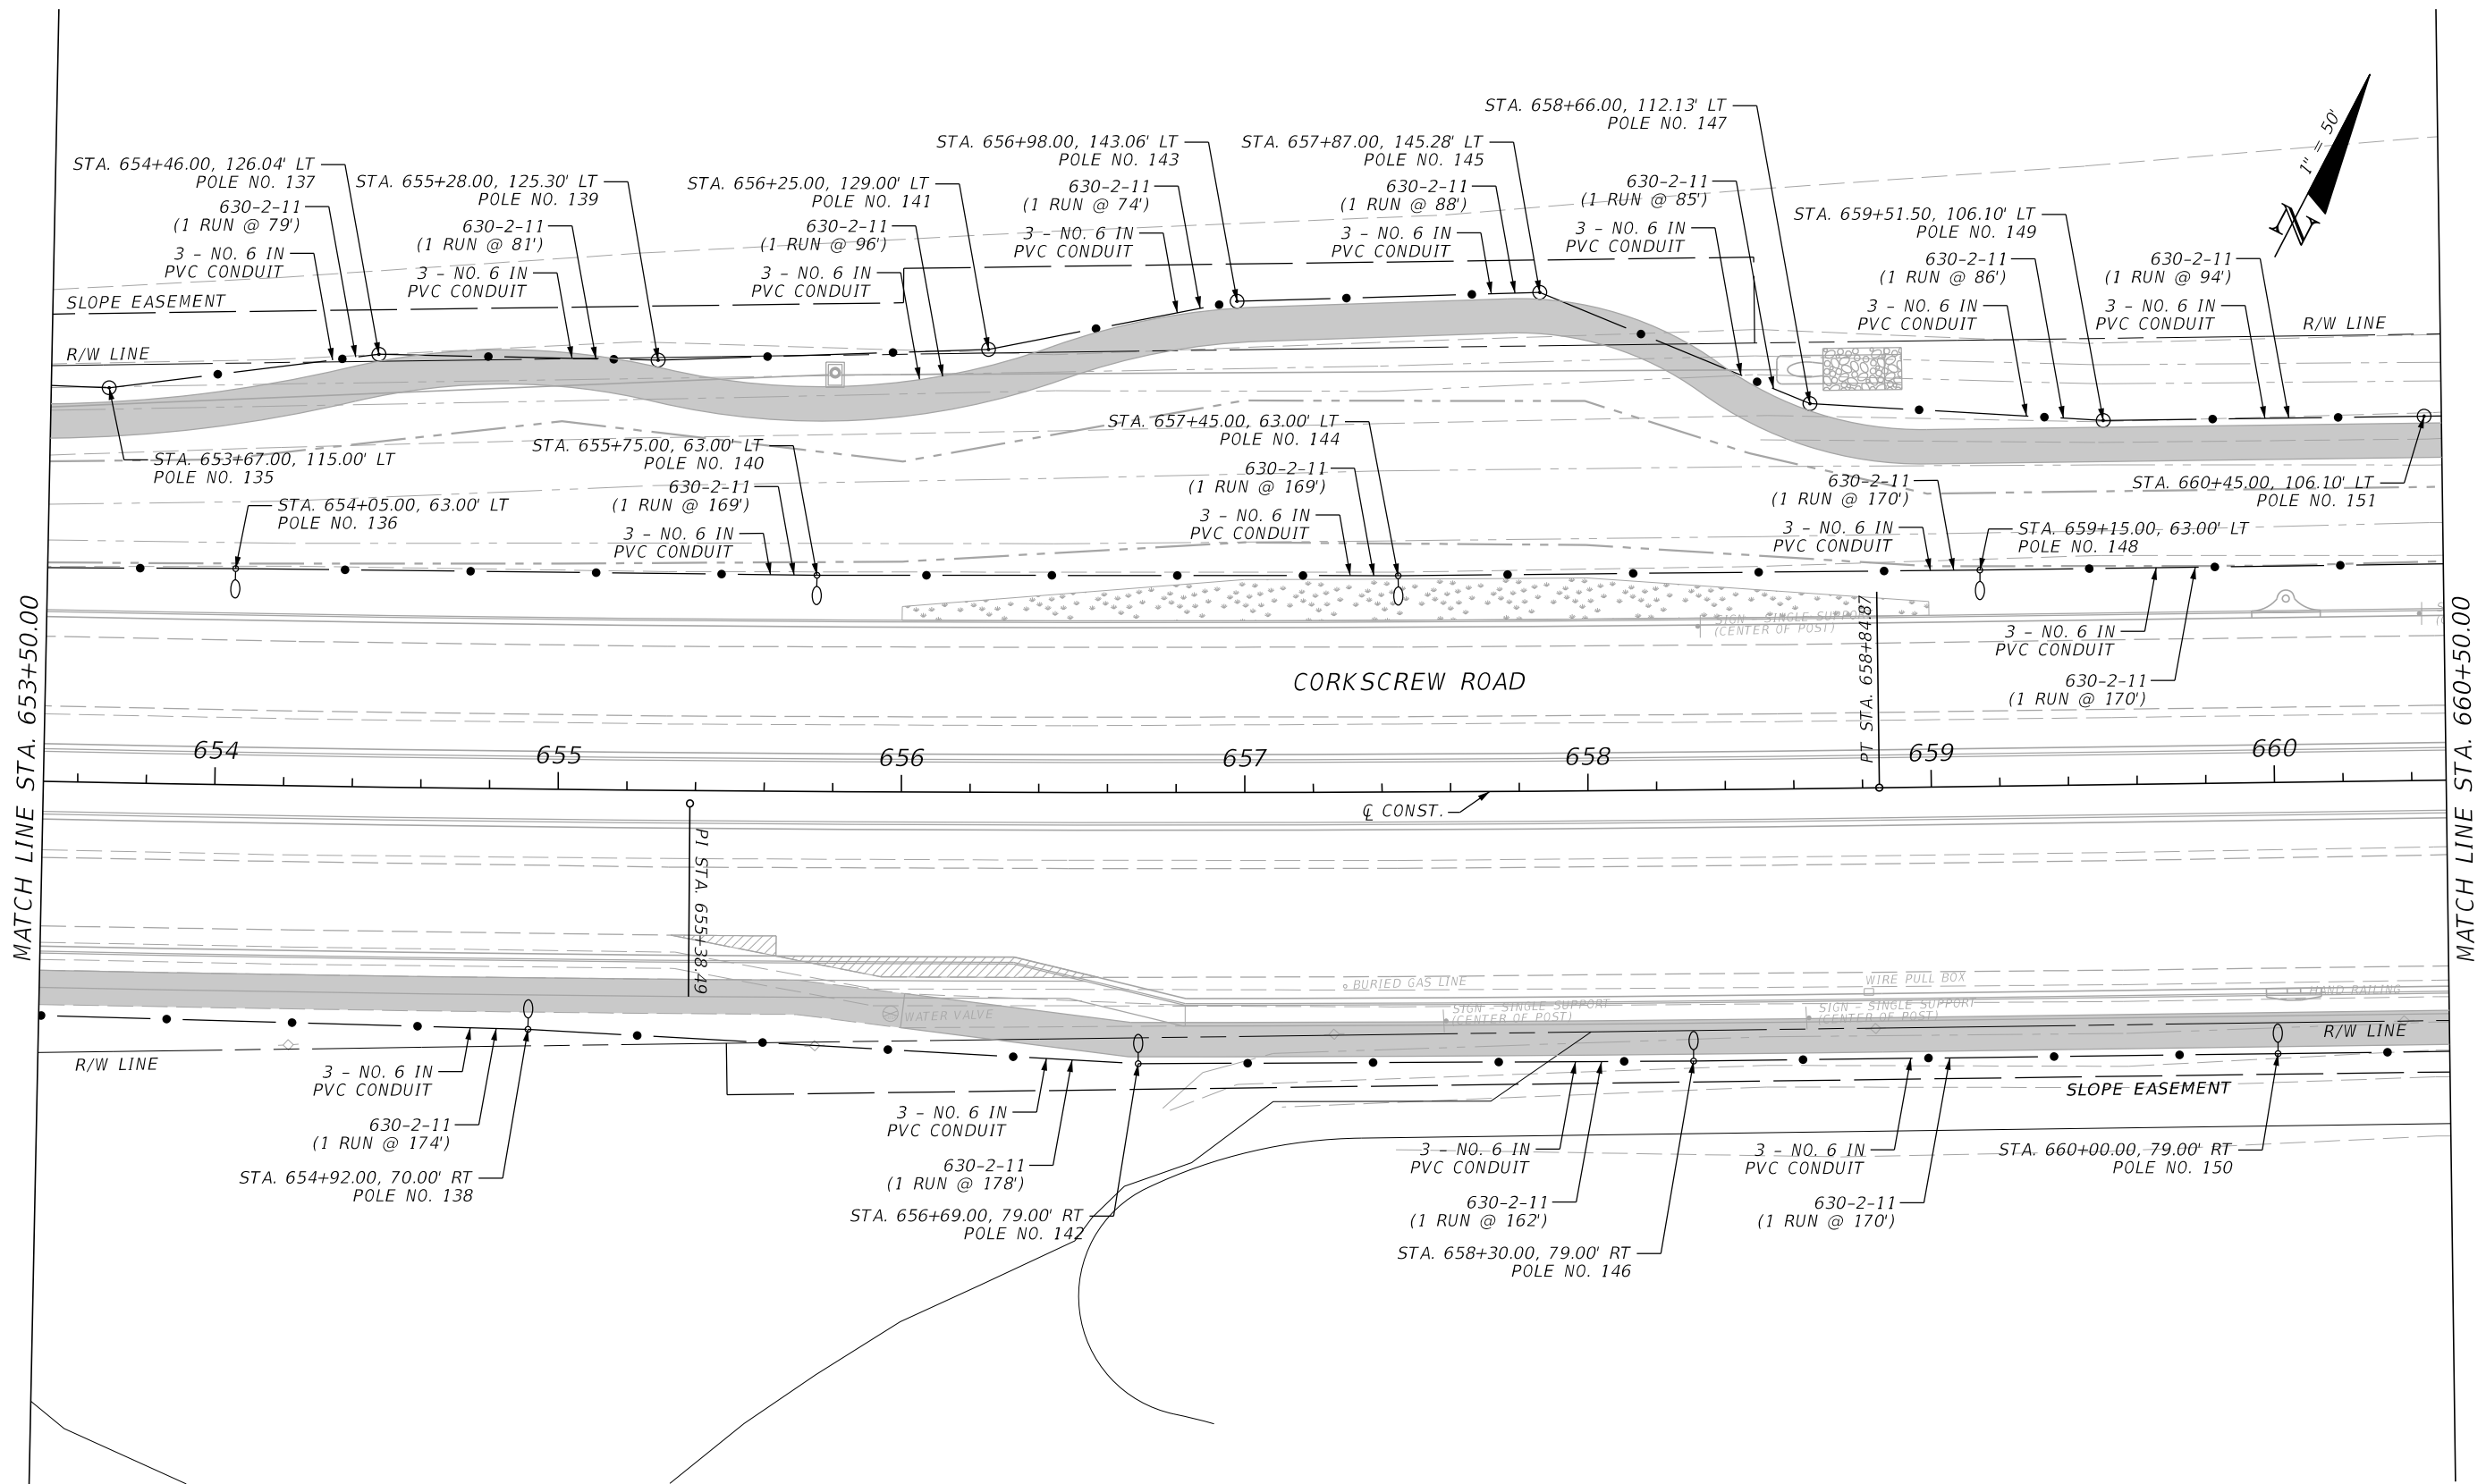 STA. 658+66.00, 112.13' LT
POLE NO. 147
1" = 50'
N
STA. 656+98.00, 143.06' LT
POLE NO. 143
STA. 657+87.00, 145.28' LT
POLE NO. 145
STA. 654+46.00, 126.04' LT
POLE NO. 137
STA. 655+28.00, 125.30' LT
POLE NO. 139
STA. 656+25.00, 129.00' LT
POLE NO. 141
630-2-11
(1 RUN @ 74')
630-2-11
(1 RUN @ 88')
630-2-11
(1 RUN @ 85')
630-2-11
(1 RUN @ 79')
630-2-11
(1 RUN @ 81')
630-2-11
(1 RUN @ 96')
3 - NO. 6 IN
PVC CONDUIT
3 - NO. 6 IN
PVC CONDUIT
3 - NO. 6 IN
PVC CONDUIT
STA. 659+51.50, 106.10' LT
POLE NO. 149
3 - NO. 6 IN
PVC CONDUIT
3 - NO. 6 IN
PVC CONDUIT
3 - NO. 6 IN
PVC CONDUIT
630-2-11
(1 RUN @ 86')
630-2-11
(1 RUN @ 94')
3 - NO. 6 IN
PVC CONDUIT
3 - NO. 6 IN
PVC CONDUIT
SLOPE EASEMENT
R/W LINE
R/W LINE
STA. 653+67.00, 115.00' LT
POLE NO. 135
STA. 655+75.00, 63.00' LT
POLE NO. 140
STA. 657+45.00, 63.00' LT
POLE NO. 144
STA. 654+05.00, 63.00' LT
POLE NO. 136
630-2-11
(1 RUN @ 169')
3 - NO. 6 IN
PVC CONDUIT
630-2-11
(1 RUN @ 169')
3 - NO. 6 IN
PVC CONDUIT
630-2-11
(1 RUN @ 170')
3 - NO. 6 IN
PVC CONDUIT
STA. 660+45.00, 106.10' LT
POLE NO. 151
STA. 659+15.00, 63.00' LT
POLE NO. 148
SIGN - SINGLE SUPPORT
(CENTER OF POST)
3 - NO. 6 IN
PVC CONDUIT
630-2-11
(1 RUN @ 170')
MATCH LINE STA. 653+50.00
MATCH LINE STA. 660+50.00
CORKSCREW ROAD
PT STA. 658+84.87
654
655
656
657
658
659
660
℄ CONST.
PI STA. 655+38.49
BURIED GAS LINE
WIRE PULL BOX
HAND RAILING
WATER VALVE
SIGN - SINGLE SUPPORT
(CENTER OF POST)
SIGN - SINGLE SUPPORT
(CENTER OF POST)
R/W LINE
R/W LINE
SLOPE EASEMENT
3 - NO. 6 IN
PVC CONDUIT
630-2-11
(1 RUN @ 174')
STA. 654+92.00, 70.00' RT
POLE NO. 138
3 - NO. 6 IN
PVC CONDUIT
630-2-11
(1 RUN @ 178')
STA. 656+69.00, 79.00' RT
POLE NO. 142
3 - NO. 6 IN
PVC CONDUIT
630-2-11
(1 RUN @ 162')
STA. 658+30.00, 79.00' RT
POLE NO. 146
3 - NO. 6 IN
PVC CONDUIT
630-2-11
(1 RUN @ 170')
STA. 660+00.00, 79.00' RT
POLE NO. 150